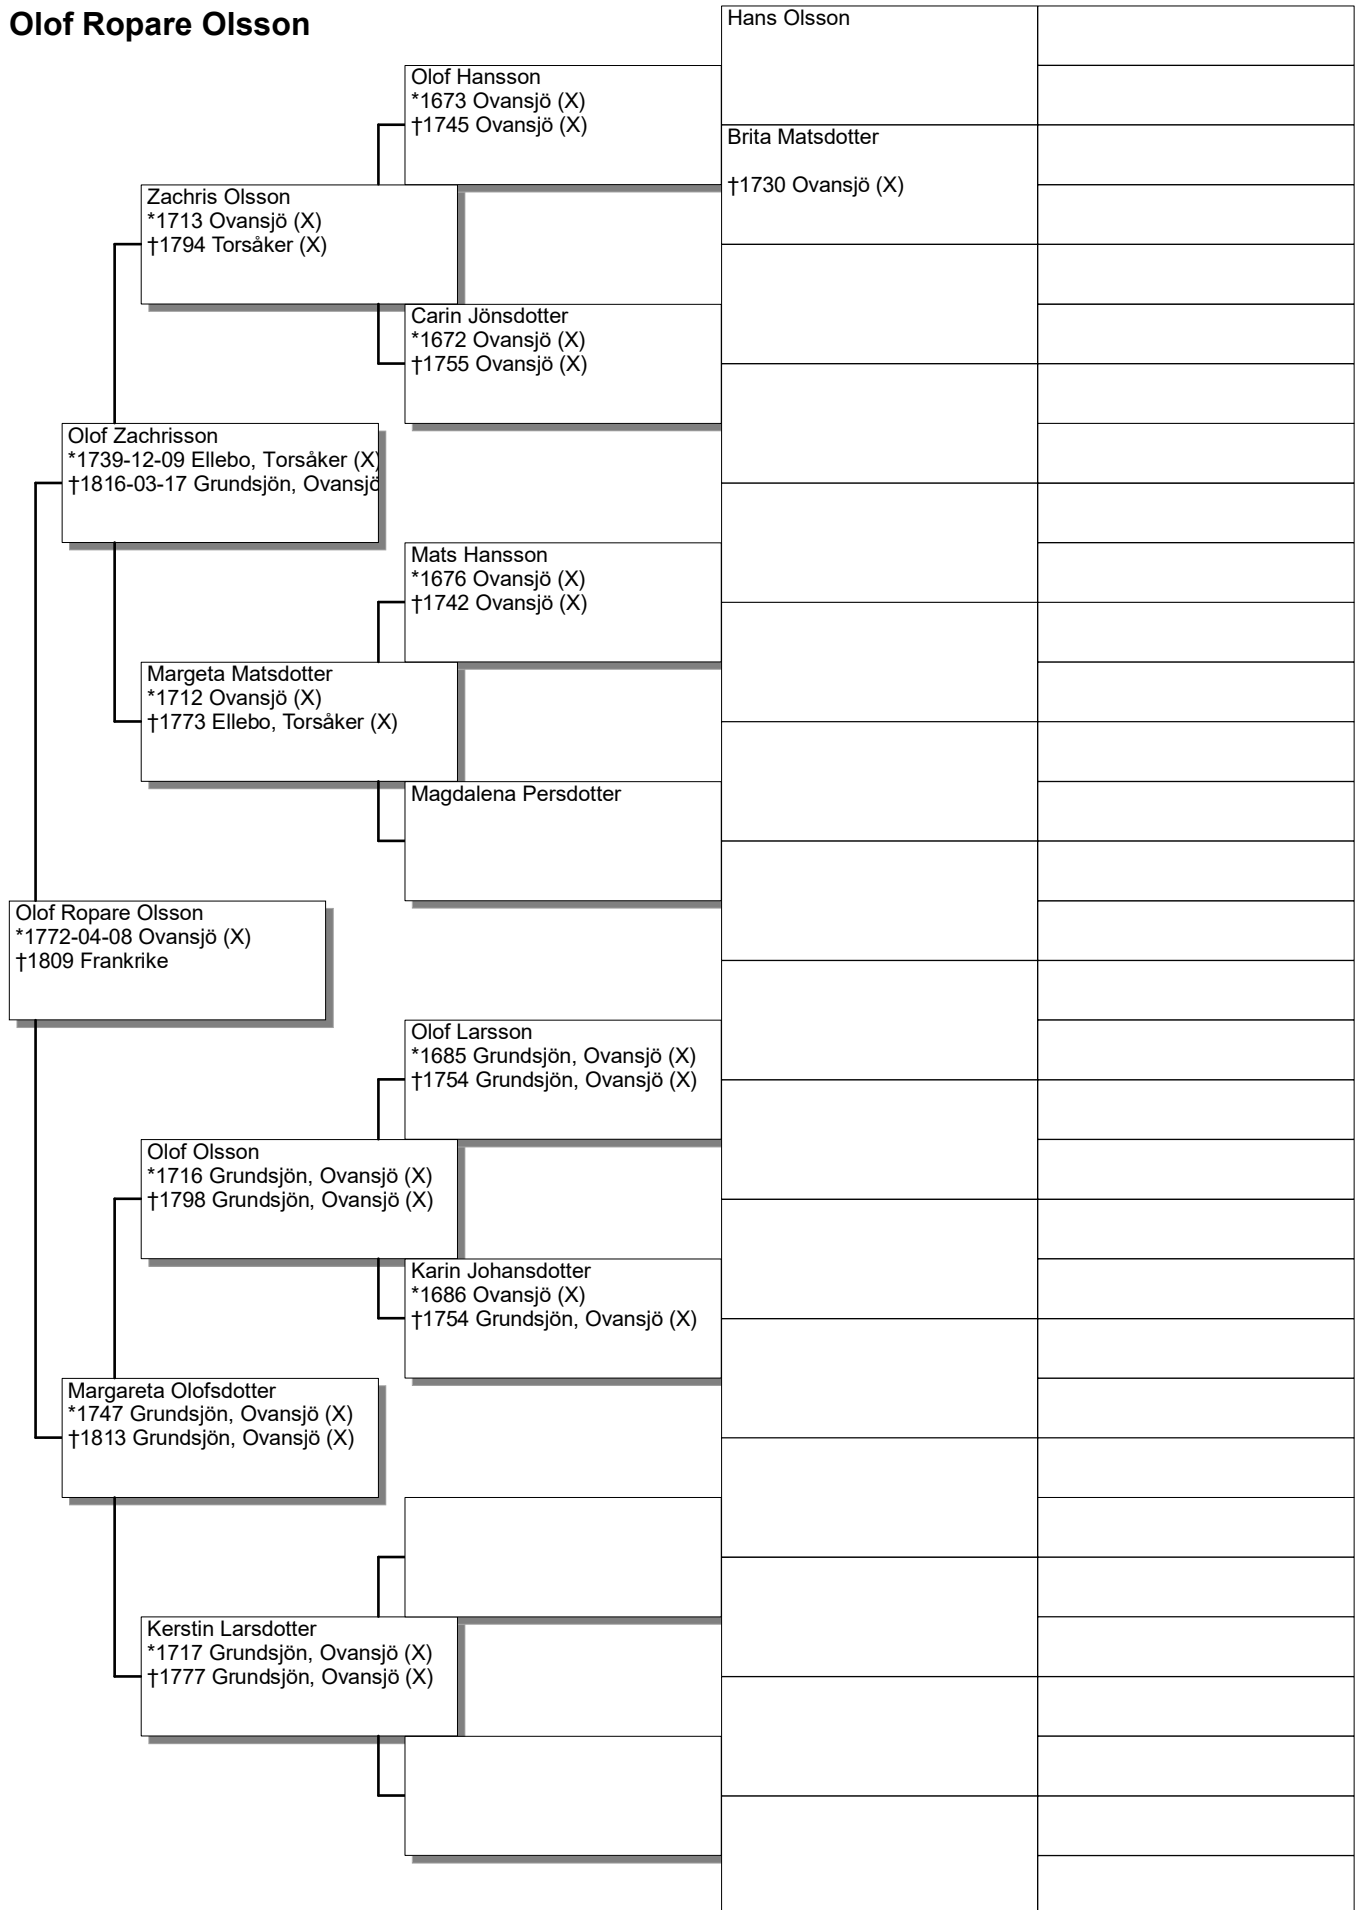 Olof Ropare Olsson
Hans Olsson
Olof Hansson
*1673 Ovansjö (X)
†1745 Ovansjö (X)
Brita Matsdotter
†1730 Ovansjö (X)
Zachris Olsson
*1713 Ovansjö (X)
†1794 Torsåker (X)
Carin Jönsdotter
*1672 Ovansjö (X)
†1755 Ovansjö (X)
Olof Zachrisson
*1739-12-09 Ellebo, Torsåker (X)
†1816-03-17 Grundsjön, Ovansjö
Mats Hansson
*1676 Ovansjö (X)
†1742 Ovansjö (X)
Margeta Matsdotter
*1712 Ovansjö (X)
†1773 Ellebo, Torsåker (X)
Magdalena Persdotter
Olof Ropare Olsson
*1772-04-08 Ovansjö (X)
†1809 Frankrike
Olof Larsson
*1685 Grundsjön, Ovansjö (X)
†1754 Grundsjön, Ovansjö (X)
Olof Olsson
*1716 Grundsjön, Ovansjö (X)
†1798 Grundsjön, Ovansjö (X)
Karin Johansdotter
*1686 Ovansjö (X)
†1754 Grundsjön, Ovansjö (X)
Margareta Olofsdotter
*1747 Grundsjön, Ovansjö (X)
†1813 Grundsjön, Ovansjö (X)
Kerstin Larsdotter
*1717 Grundsjön, Ovansjö (X)
†1777 Grundsjön, Ovansjö (X)